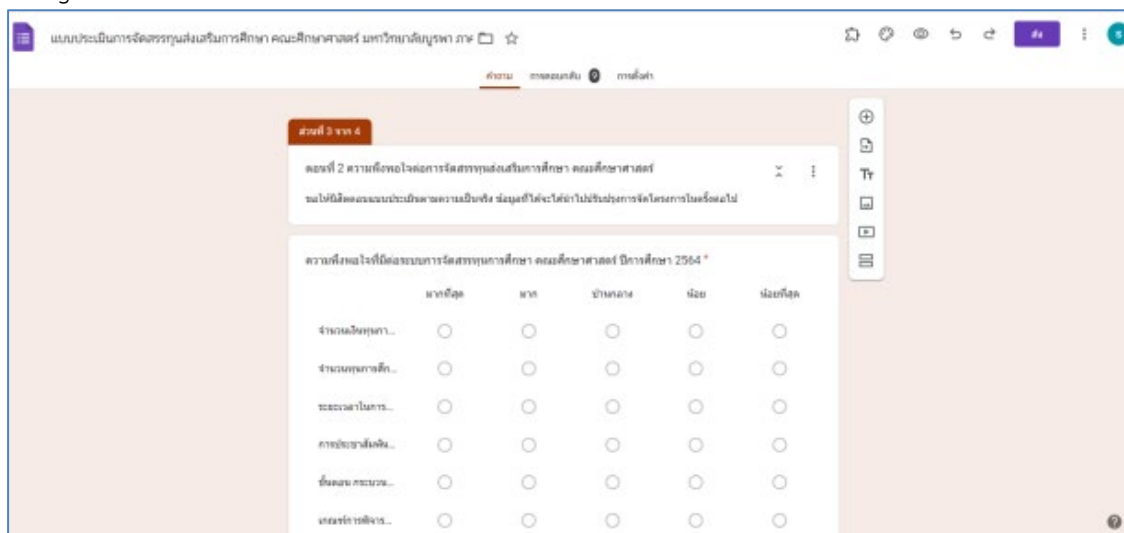 แบบประเมินการจัดสรรทุนส่งเสริมการศึกษา คณะศึกษาศาสตร์ มหาวิทยาลัยบูรพา ภาค
ส่ง
คำถาม การตอบกลับ 9 การตั้งค่า
ส่วนที่ 3 จาก 4
ตอนที่ 2 ความพึงพอใจต่อการจัดสรรทุนส่งเสริมการศึกษา คณะศึกษาศาสตร์
ขอให้นิสิตตอบแบบประเมินตามความเป็นจริง ข้อมูลที่ได้จะได้นำไปปรับปรุงการจัดโครงการในครั้งต่อไป
ความพึงพอใจที่มีต่อระบบการจัดสรรทุนการศึกษา คณะศึกษาศาสตร์ ปีการศึกษา 2564 *
มากที่สุด มาก ปานกลาง น้อย น้อยที่สุด
จำนวนเงินทุนกา...
จำนวนทุนการศึก...
ระยะเวลาในการ...
การประชาสัมพัน...
ขั้นตอน กระบวน...
เกณฑ์การพิจาร...